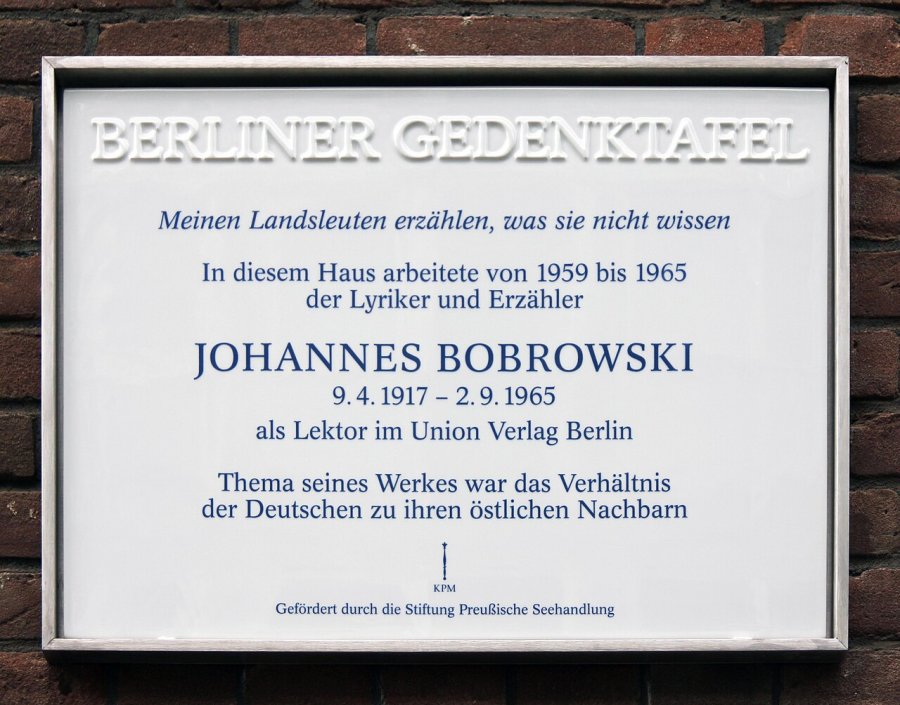 BERLINER GEDENKTAFEL
Meinen Landsleuten erzählen, was sie nicht wissen
In diesem Haus arbeitete von 1959 bis 1965
der Lyriker und Erzähler
JOHANNES BOBROWSKI
9. 4. 1917 – 2. 9. 1965
als Lektor im Union Verlag Berlin
Thema seines Werkes war das Verhältnis
der Deutschen zu ihren östlichen Nachbarn
KPM
Gefördert durch die Stiftung Preußische Seehandlung